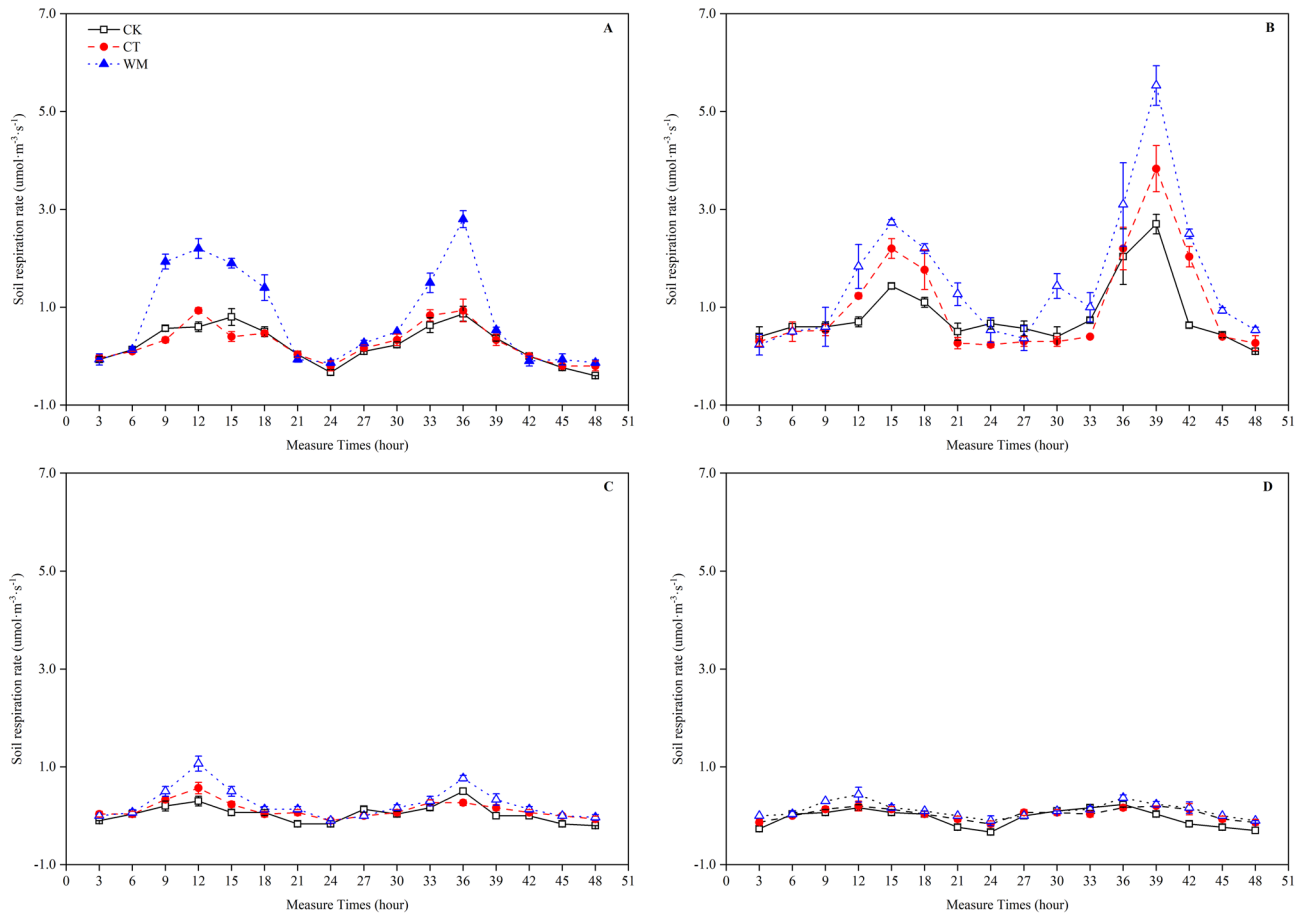 A
CK
CT
WM
7.0
5.0
3.0
1.0
-1.0
Soil respiration rate (umol·m-3·s-1)
0 3 6 9 12 15 18 21 24 27 30 33 36 39 42 45 48 51
Measure Times (hour)
B
7.0
5.0
3.0
1.0
-1.0
Soil respiration rate (umol·m-3·s-1)
0 3 6 9 12 15 18 21 24 27 30 33 36 39 42 45 48 51
Measure Times (hour)
C
7.0
5.0
3.0
1.0
-1.0
Soil respiration rate (umol·m-3·s-1)
0 3 6 9 12 15 18 21 24 27 30 33 36 39 42 45 48 51
Measure Times (hour)
D
7.0
5.0
3.0
1.0
-1.0
Soil respiration rate (umol·m-3·s-1)
0 3 6 9 12 15 18 21 24 27 30 33 36 39 42 45 48 51
Measure Times (hour)